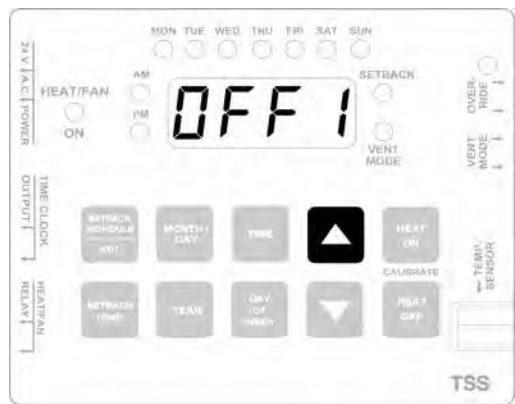 MON TUE WED THU FRI SAT SUN
24 V. A.C. POWER
HEAT/FAN
ON
AM
PM
OFF1
SETBACK
VENT
MODE
OVER-
RIDE
VENT
MODE
TIME CLOCK
OUTPUT
SETBACK
SCHEDULE
EXIT
MONTH/
DAY
TIME
HEAT
ON
CALIBRATE
TEMP.
SENSOR
HEAT/FAN
RELAY
SETBACK
TEMP
YEAR
DAY
OF
WEEK
HEAT
OFF
TSS